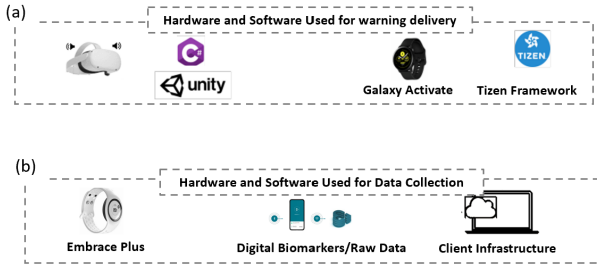 (a)
Hardware and Software Used for warning delivery
C#
unity
TIZEN
Galaxy Activate
Tizen Framework
(b)
Hardware and Software Used for Data Collection
Embrace Plus
Digital Biomarkers/Raw Data
Client Infrastructure